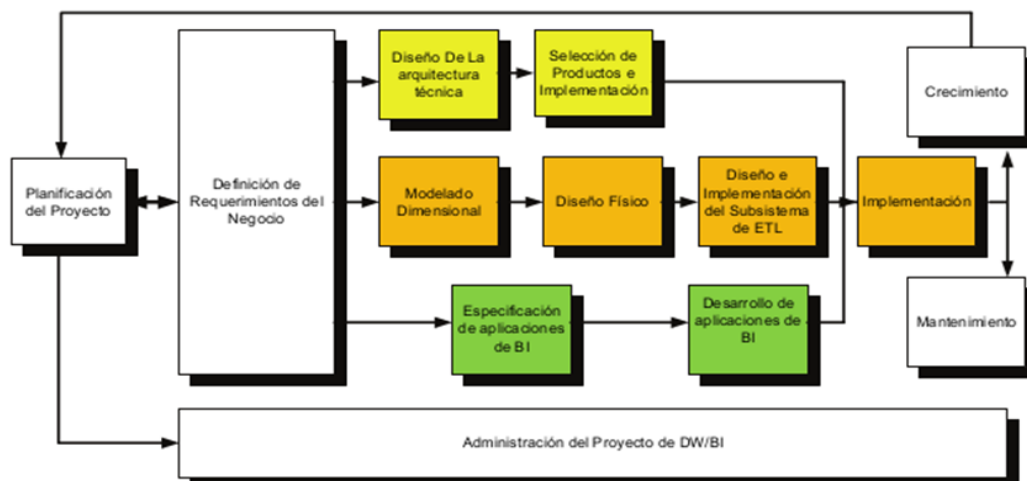 Planificación
del Proyecto
Definición de
Requerimientos del
Negocio
Diseño De La
arquitectura
técnica
Selección de
Productos e
Implementación
Modelado
Dimensional
Diseño Físico
Diseño e
Implementación
del Subsistema
de ETL
Implementación
Especificación
de aplicaciones
de BI
Desarrollo de
aplicaciones de
BI
Crecimiento
Mantenimiento
Administración del Proyecto de DW/BI